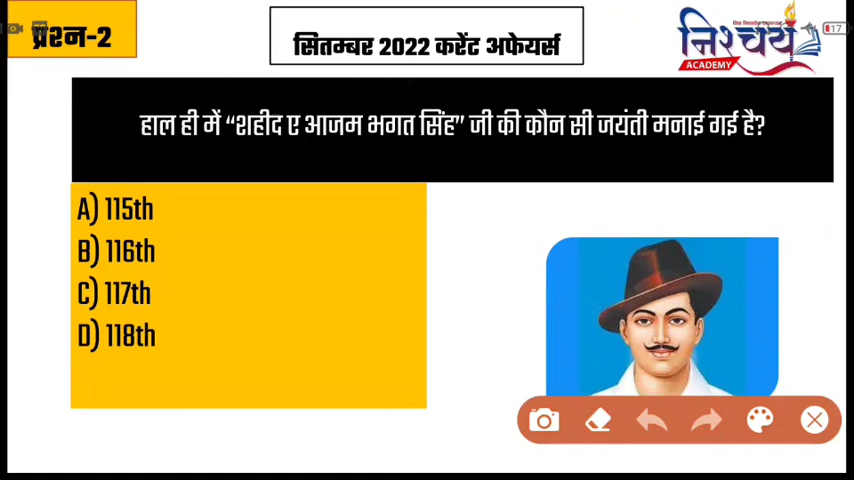 प्रश्न-2
सितम्बर 2022 करेंट अफेयर्स
निश्चय
ACADEMY
17
हाल ही में “शहीद ए आजम भगत सिंह” जी की कौन सी जयंती मनाई गई है?
A) 115th
B) 116th
C) 117th
D) 118th